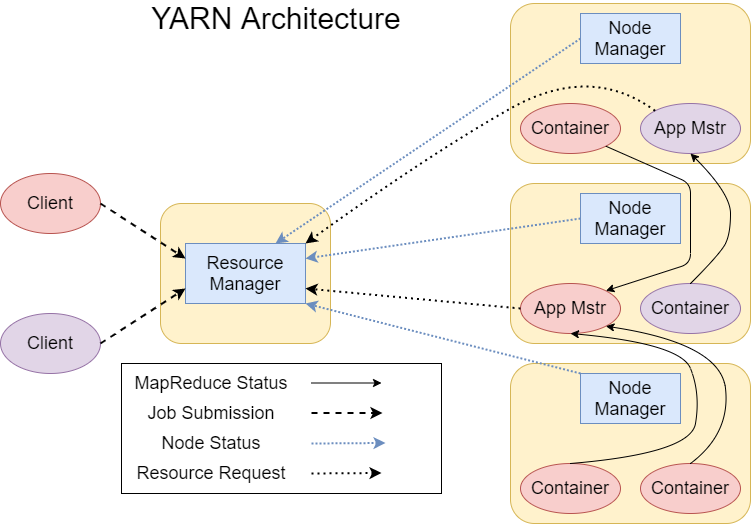 YARN Architecture
Node
Manager
Container
App Mstr
Client
Resource
Manager
Node
Manager
App Mstr
Container
Client
MapReduce Status
Job Submission
Node Status
Resource Request
Node
Manager
Container
Container